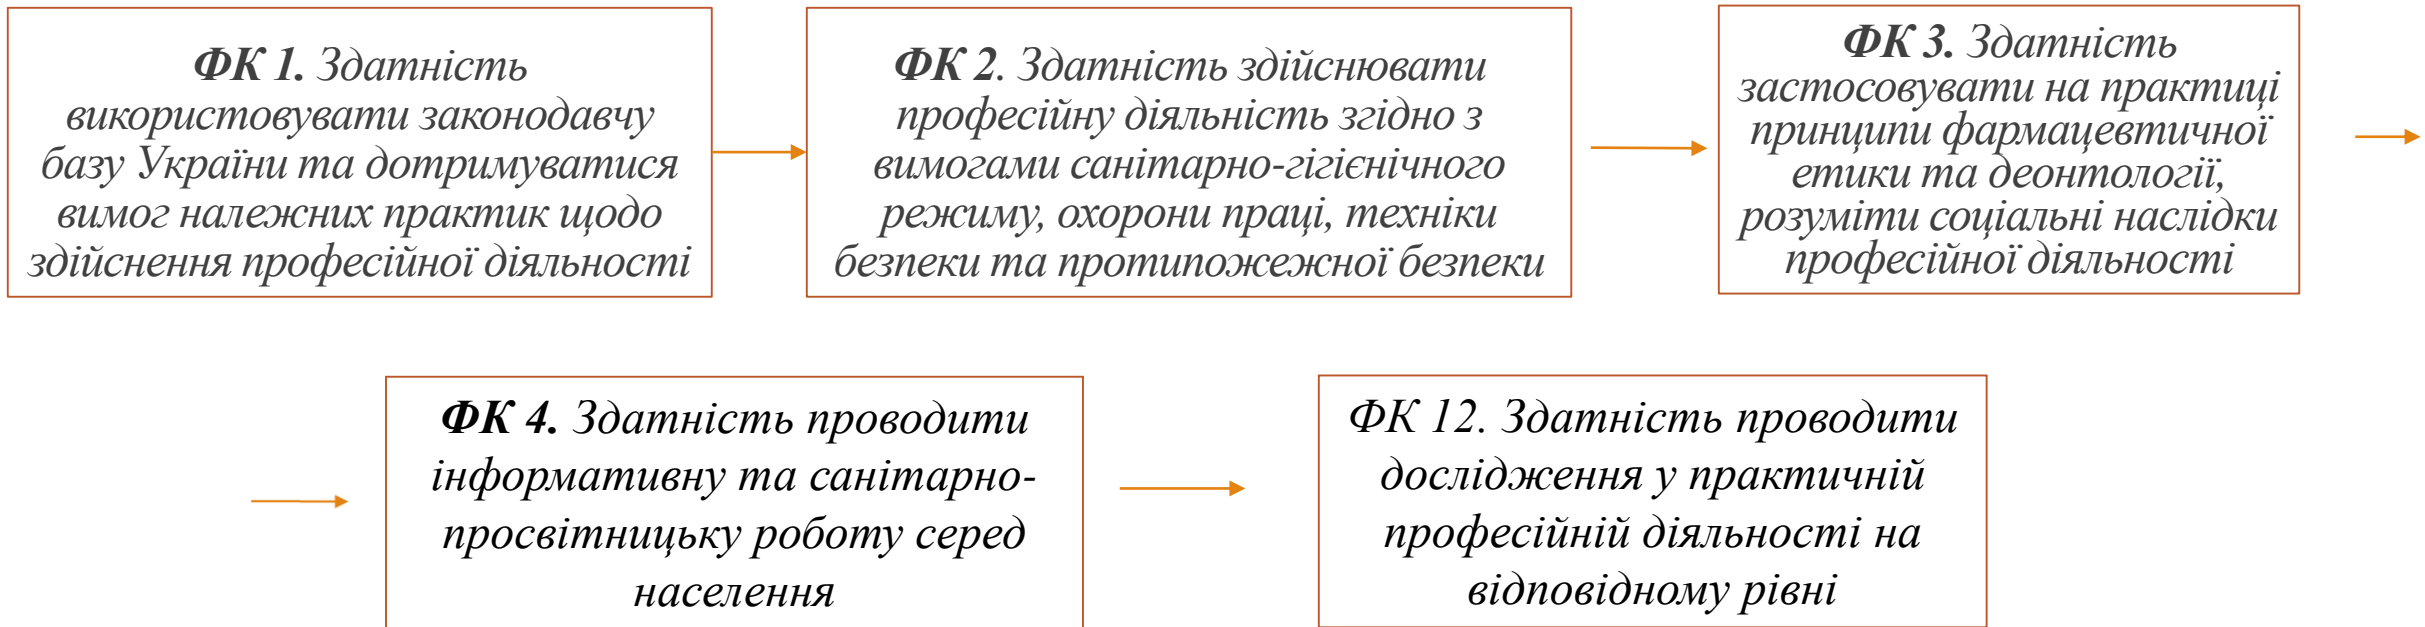 ФК 1. Здатність
використовувати законодавчу
базу України та дотримуватися
вимог належних практик щодо
здійснення професійної діяльності
ФК 2. Здатність здійснювати
професійну діяльність згідно з
вимогами санітарно-гігієнічного
режиму, охорони праці, техніки
безпеки та протипожежної безпеки
ФК 3. Здатність
застосовувати на практиці
принципи фармацевтичної
етики та деонтології,
розуміти соціальні наслідки
професійної діяльності
ФК 4. Здатність проводити
інформативну та санітарно-
просвітницьку роботу серед
населення
ФК 12. Здатність проводити
дослідження у практичній
професійній діяльності на
відповідному рівні